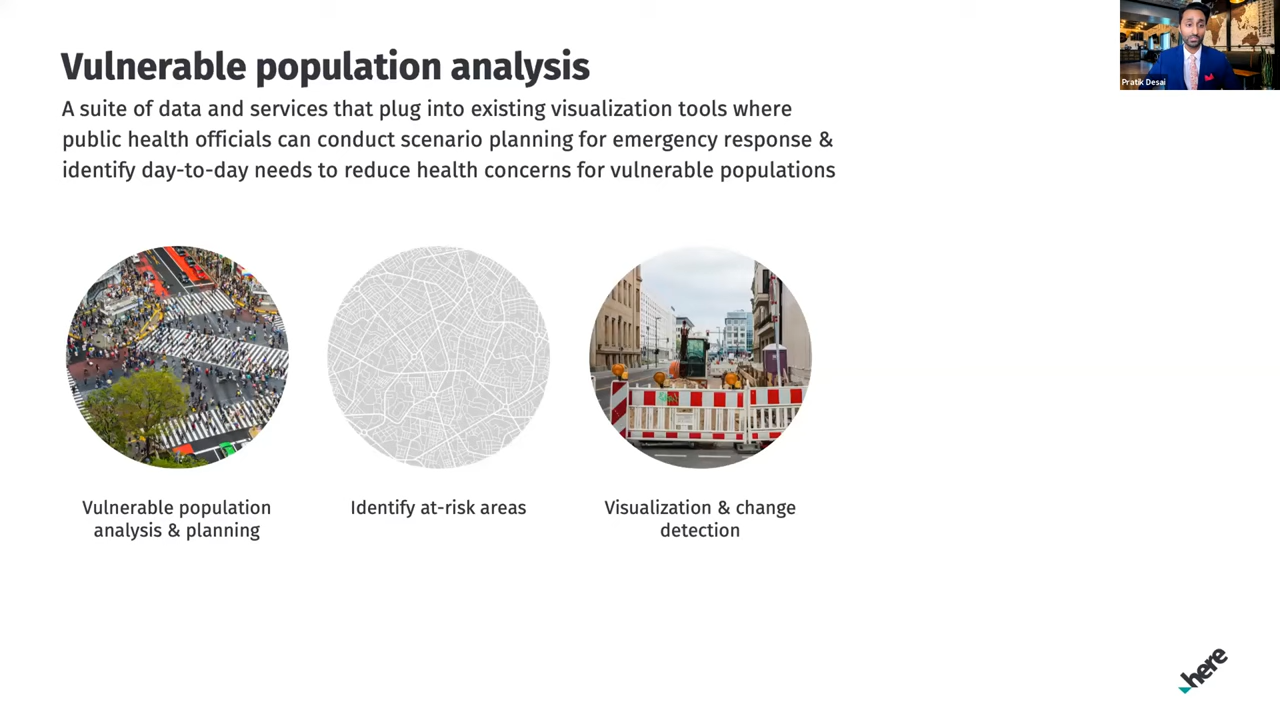 Vulnerable population analysis
A suite of data and services that plug into existing visualization tools where
public health officials can conduct scenario planning for emergency response &
identify day-to-day needs to reduce health concerns for vulnerable populations
Pratik Desai
Vulnerable population
analysis & planning
Identify at-risk areas
Visualization & change
detection
here